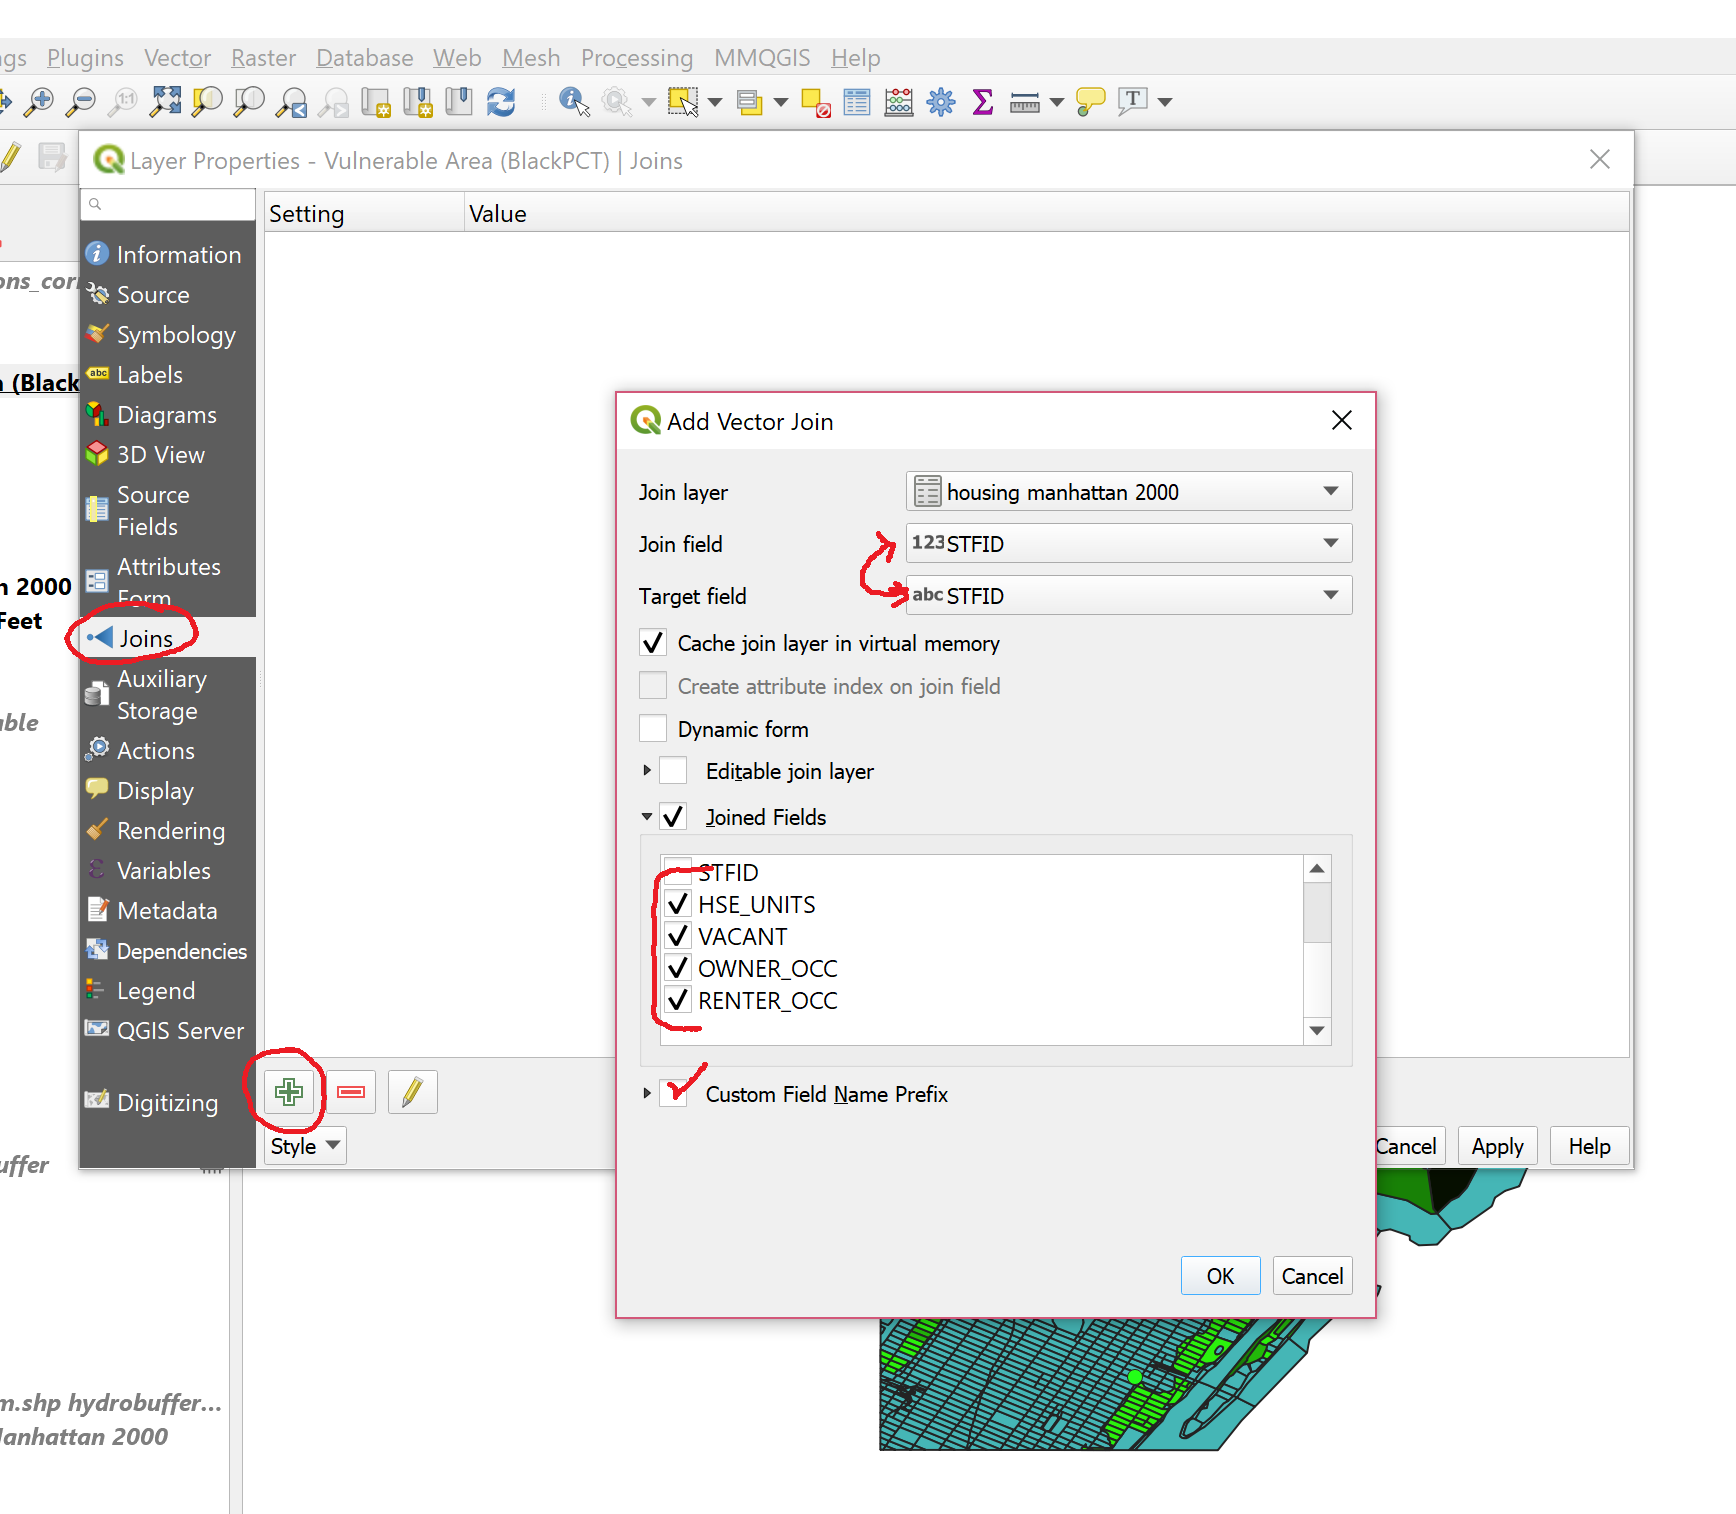 ngs Plugins Vector Raster Database Web Mesh Processing MMQGIS Help
1:1 Σ T
Layer Properties - Vulnerable Area (BlackPCT) | Joins
Setting Value
Information
ons_corr
Source
Symbology
n (Black
abc Labels
Diagrams
3D View
Source
Fields
Attributes
Form
n 2000
Feet
Joins
Auxiliary
Storage
able
Actions
Display
Rendering
ε Variables
Metadata
Dependencies
Legend
QGIS Server
Digitizing
Style
Cancel Apply Help
Add Vector Join
Join layer housing manhattan 2000
Join field 123 STFID
Target field abc STFID
Cache join layer in virtual memory
Create attribute index on join field
Dynamic form
Editable join layer
Joined Fields
STFID
HSE_UNITS
VACANT
OWNER_OCC
RENTER_OCC
Custom Field Name Prefix
OK Cancel
uffer
m.shp hydrobuffer...
Manhattan 2000